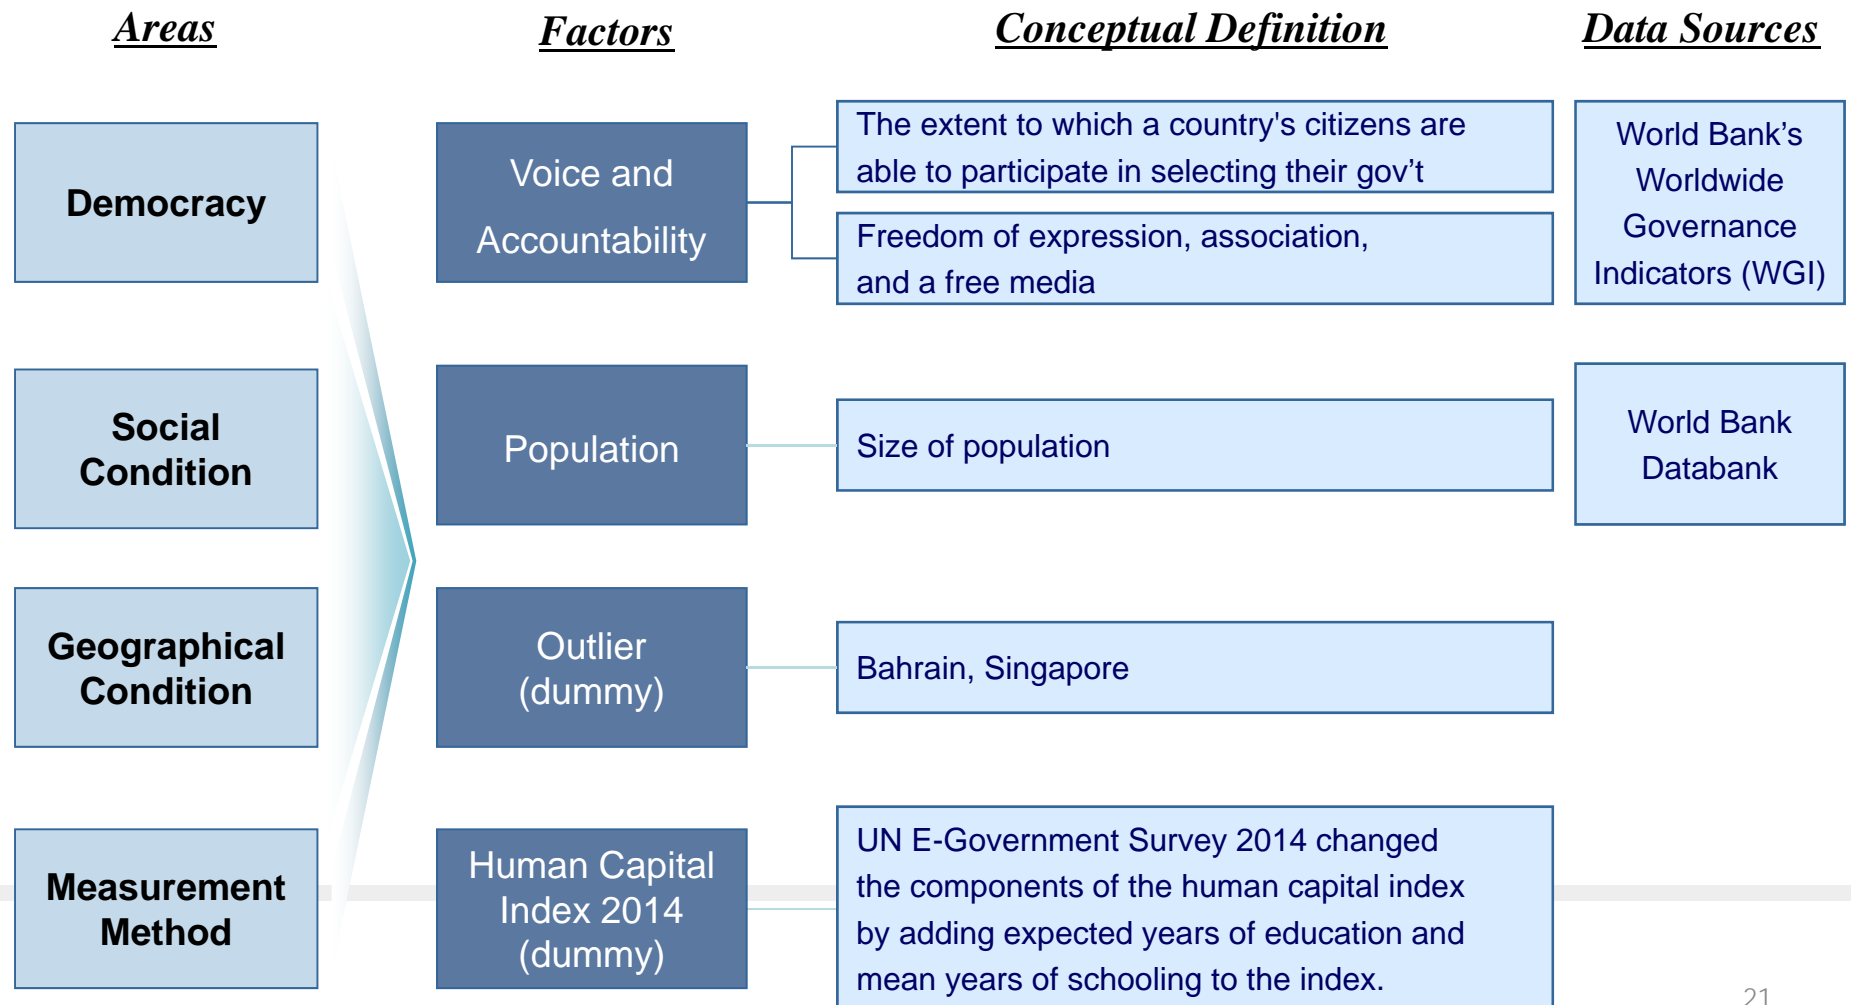 Areas
Factors
Conceptual Definition
Data Sources
Democracy
Voice and
Accountability
The extent to which a country's citizens are
able to participate in selecting their gov’t
Freedom of expression, association,
and a free media
World Bank’s
Worldwide
Governance
Indicators (WGI)
Social
Condition
Population
Size of population
World Bank
Databank
Geographical
Condition
Outlier
(dummy)
Bahrain, Singapore
Measurement
Method
Human Capital
Index 2014
(dummy)
UN E-Government Survey 2014 changed
the components of the human capital index
by adding expected years of education and
mean years of schooling to the index.
21